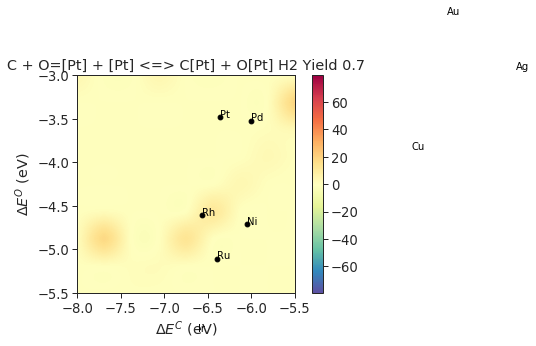 Au
Ag
C + O=[Pt] + [Pt] <=> C[Pt] + O[Pt] H2 Yield 0.7
−3.0
−3.5
−4.0
−4.5
−5.0
−5.5
ΔE^O (eV)
Pt
Pd
Rh
Ni
Ru
Cu
60
40
20
0
−20
−40
−60
−8.0 −7.5 −7.0 −6.5 −6.0 −5.5
ΔE^C (eV)
Ir